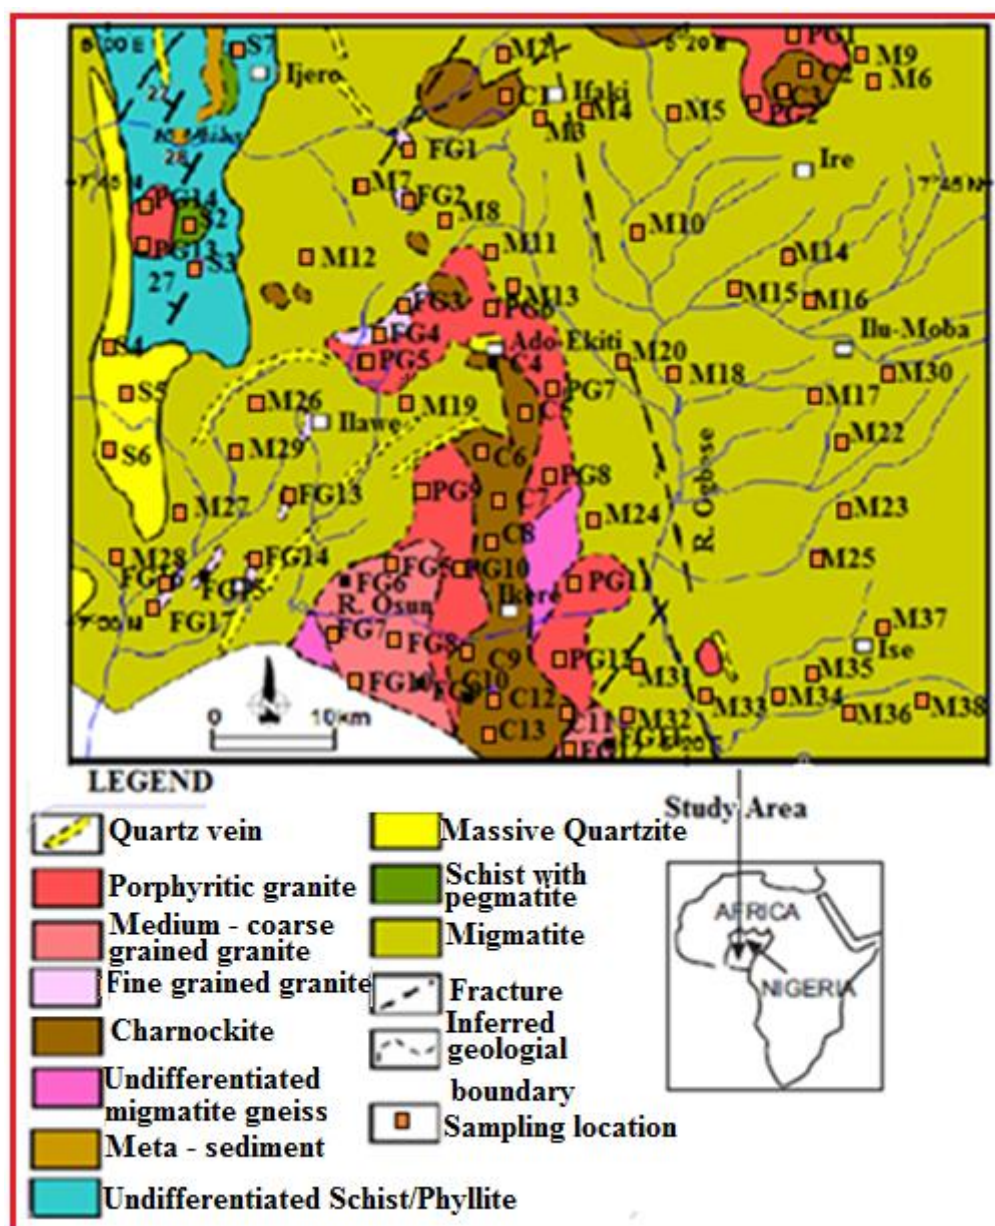 5 00 E
S7
M2
5° 20 E
PG1
M9
Ijero
C1
Ifaki
C2
M6
27
M3
M4
M5
C3
PG2
28
FG1
Ire
7°45 N
M7
7°45 N
PG14
FG2
S2
M8
M10
PG13
M11
S3
M12
M14
27
M13
M15
M16
FG3
PG6
S4
FG4
Ado-Ekiti
Ilu-Moba
PG5
C4
M20
S5
PG7
M18
M30
M26
M19
C5
M17
Ilawe
S6
M29
C6
M22
PG8
FG13
PG9
C7
M27
M24
M23
C8
R. Ogbese
M28
FG14
FG5
M25
FG15
FG6
PG10
PG11
FG17
R. Osun
Ikere
M37
FG7
FG8
Ise
C9
PG12
M31
M35
FG10
C10
C12
M33
M34
M38
C11
M32
M36
0
10km
C13
LEGEND
Study Area
Quartz vein
Massive Quartzite
Porphyritic granite
Schist with
pegmatite
Medium - coarse
grained granite
Migmatite
Fine grained granite
Fracture
Charnockite
Inferred
geologial
boundary
Undifferentiated
migmatite gneiss
Sampling location
Meta - sediment
Undifferentiated Schist/Phyllite
AFRICA
NIGERIA